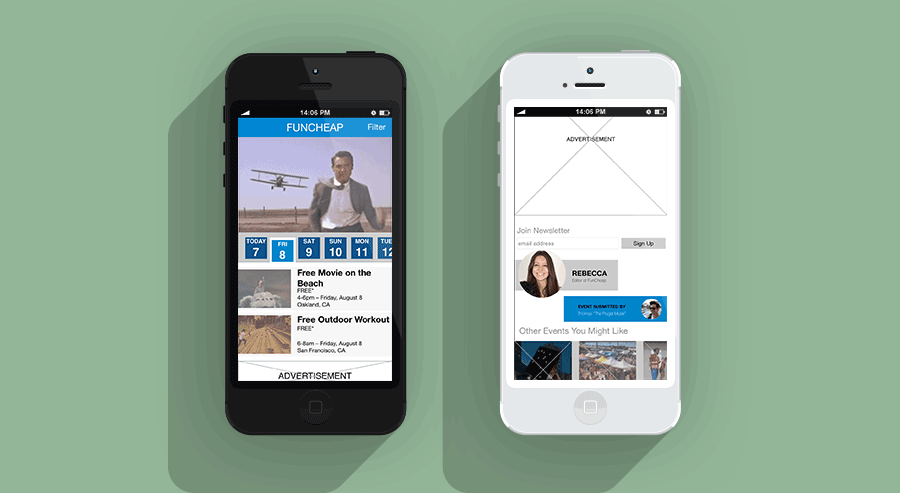 14:06 PM
FUNCHEAP
Filter
TODAY
7
FRI
8
SAT
9
SUN
10
MON
11
TUE
12
Free Movie on the
Beach
FREE*
4-6pm – Friday, August 8
Oakland, CA
Free Outdoor Workout
FREE*
6-8am – Friday, August 8
San Francisco, CA
ADVERTISEMENT
14:06 PM
ADVERTISEMENT
Join Newsletter
email address
Sign Up
REBECCA
Editor of FunCheap
EVENT SUBMITTED BY
Thomas "The Pugist Music"
Other Events You Might Like